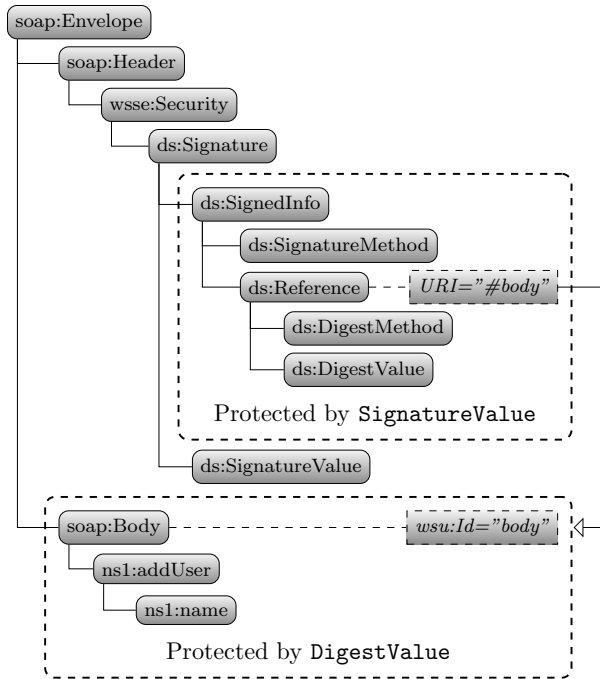 soap:Envelope
soap:Header
wsse:Security
ds:Signature
ds:SignedInfo
ds:SignatureMethod
ds:Reference URI="#body"
ds:DigestMethod
ds:DigestValue
Protected by SignatureValue
ds:SignatureValue
soap:Body wsu:Id="body"
ns1:addUser
ns1:name
Protected by DigestValue